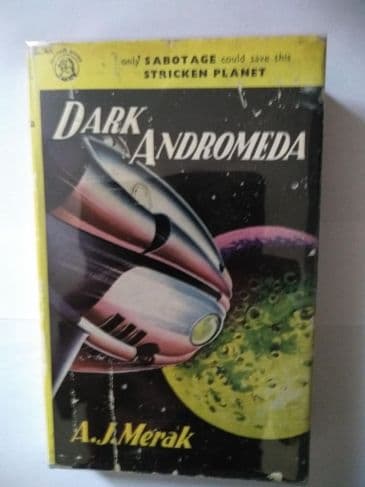 only SABOTAGE could save this
STRICKEN PLANET
DARK
ANDROMEDA
A.J. Merak